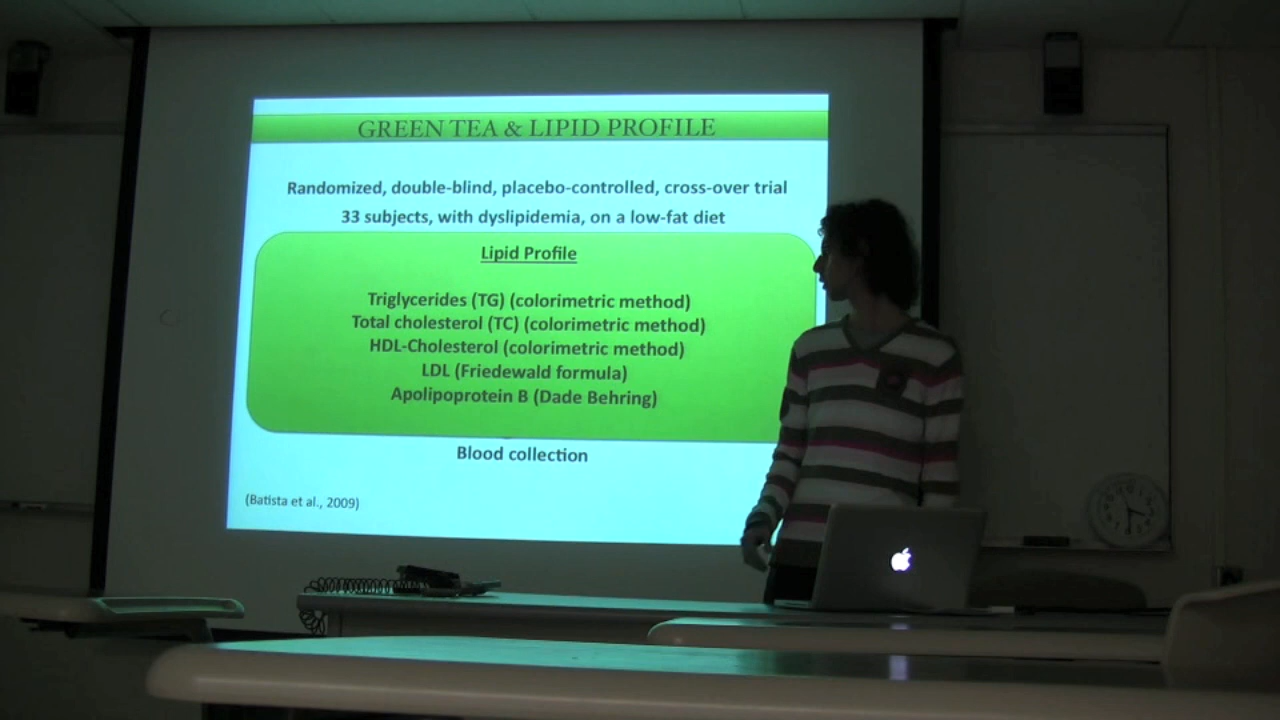 GREEN TEA & LIPID PROFILE
Randomized, double-blind, placebo-controlled, cross-over trial
33 subjects, with dyslipidemia, on a low-fat diet
Lipid Profile
Triglycerides (TG) (colorimetric method)
Total cholesterol (TC) (colorimetric method)
HDL-Cholesterol (colorimetric method)
LDL (Friedewald formula)
Apolipoprotein B (Dade Behring)
Blood collection
(Batista et al., 2009)